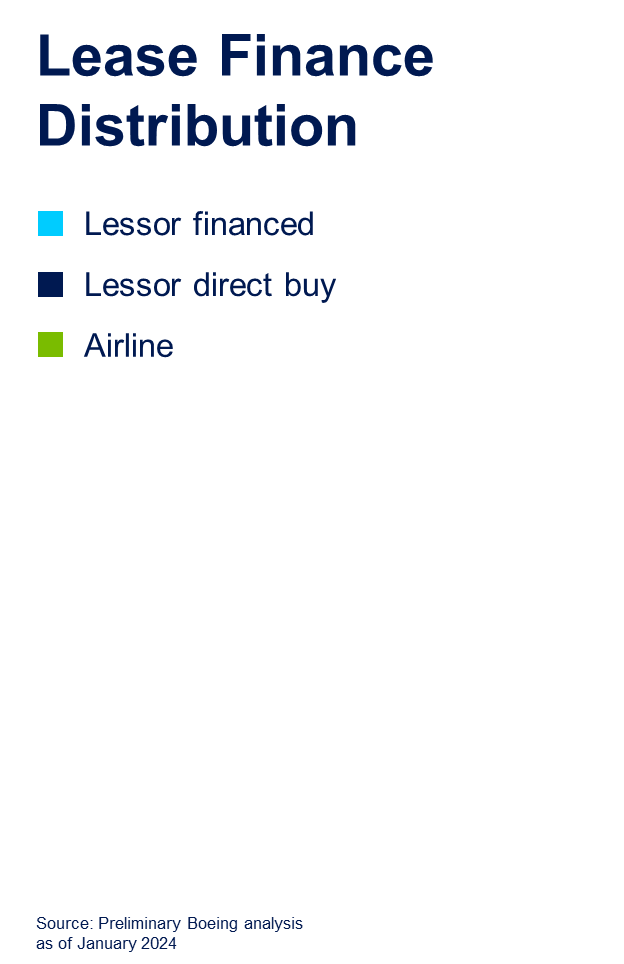 Lease Finance
Distribution
Lessor financed
Lessor direct buy
Airline
Source: Preliminary Boeing analysis
as of January 2024